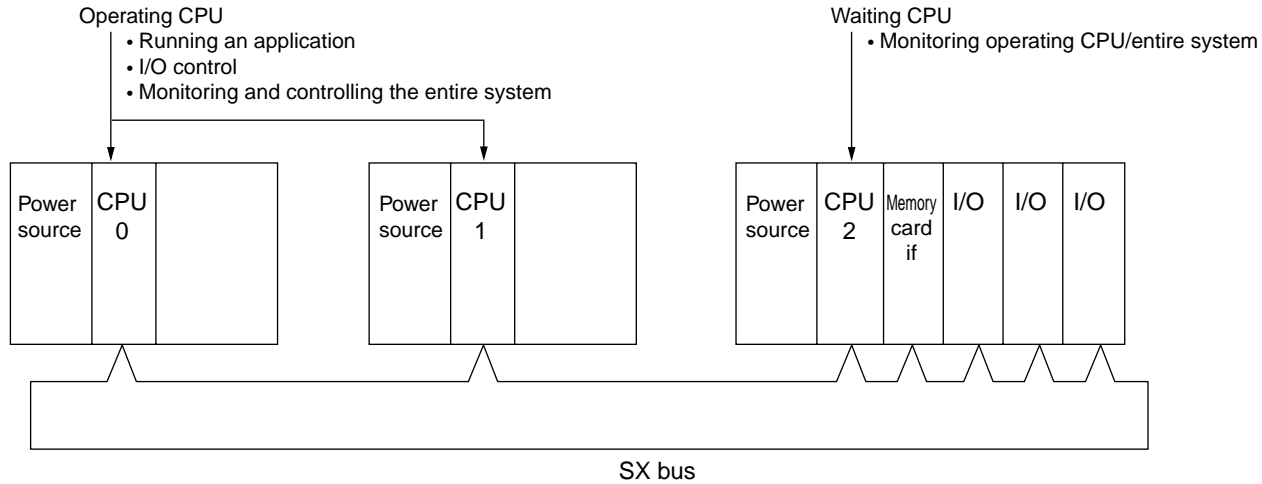 Operating CPU
• Running an application
• I/O control
• Monitoring and controlling the entire system
Waiting CPU
• Monitoring operating CPU/entire system
Power
source
CPU
0
Power
source
CPU
1
Power
source
CPU
2
Memory
card
if
I/O
I/O
I/O
SX bus